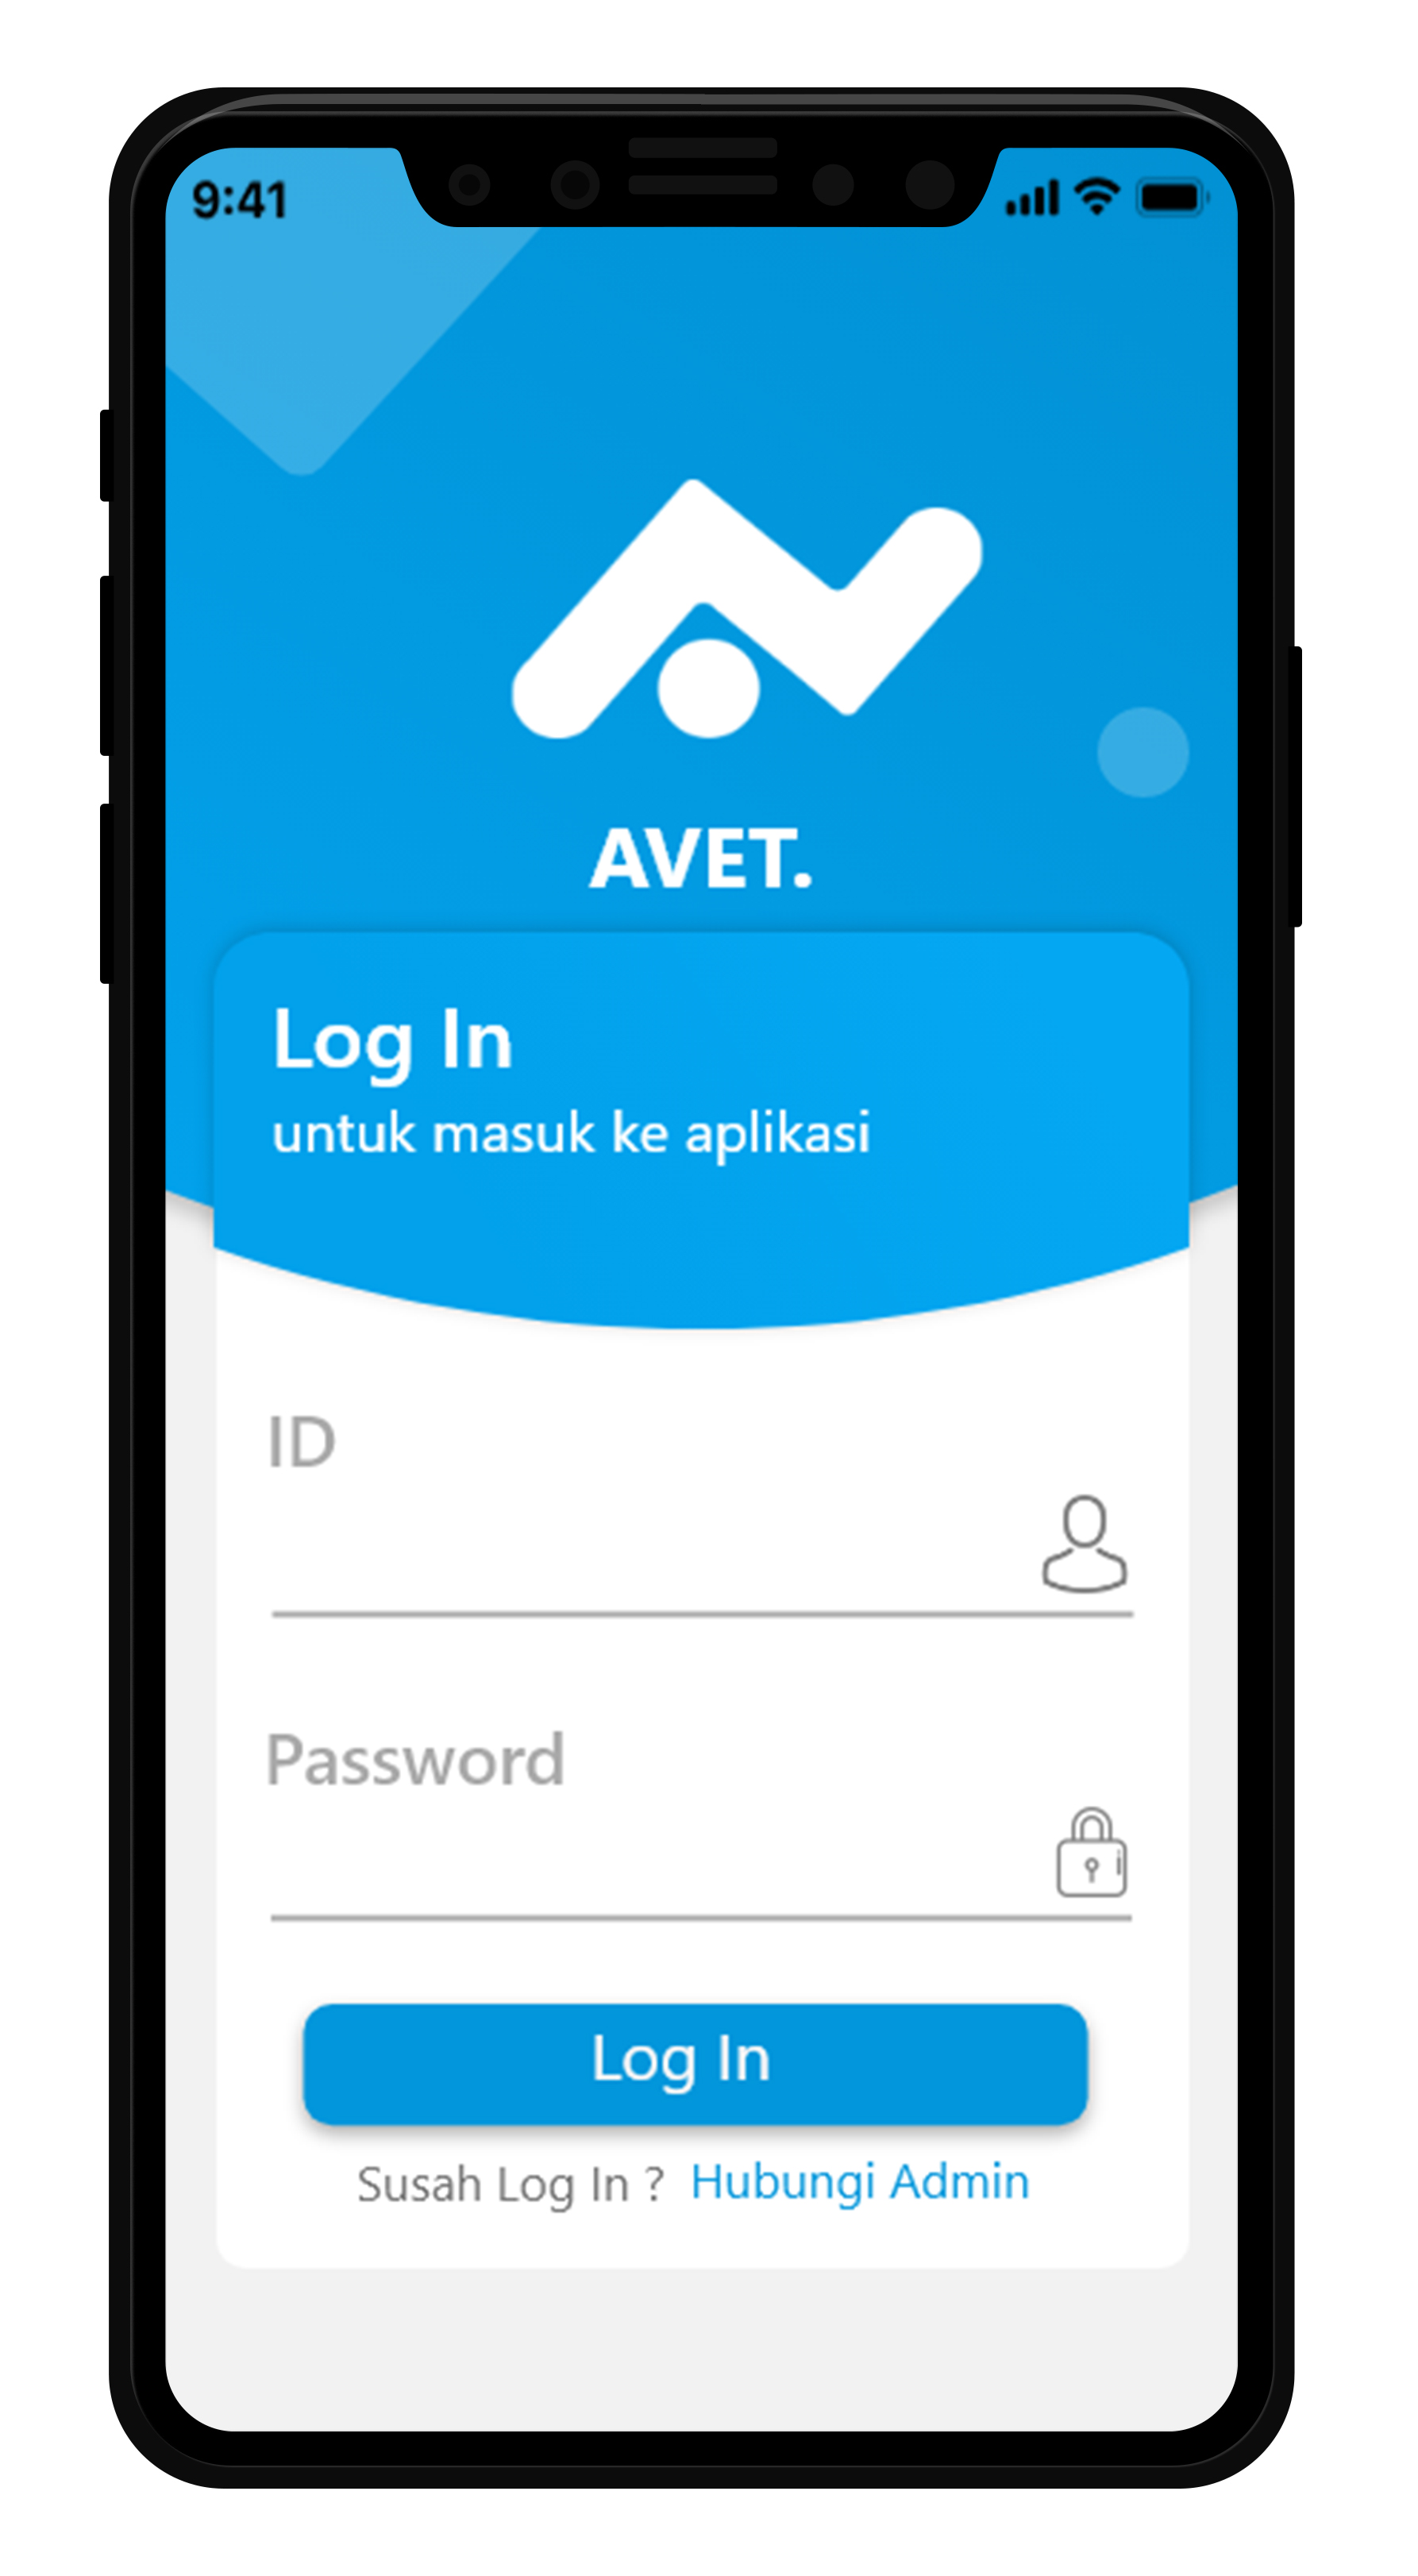 9:41
AVET.
Log In
untuk masuk ke aplikasi
ID
Password
Log In
Susah Log In ? Hubungi Admin